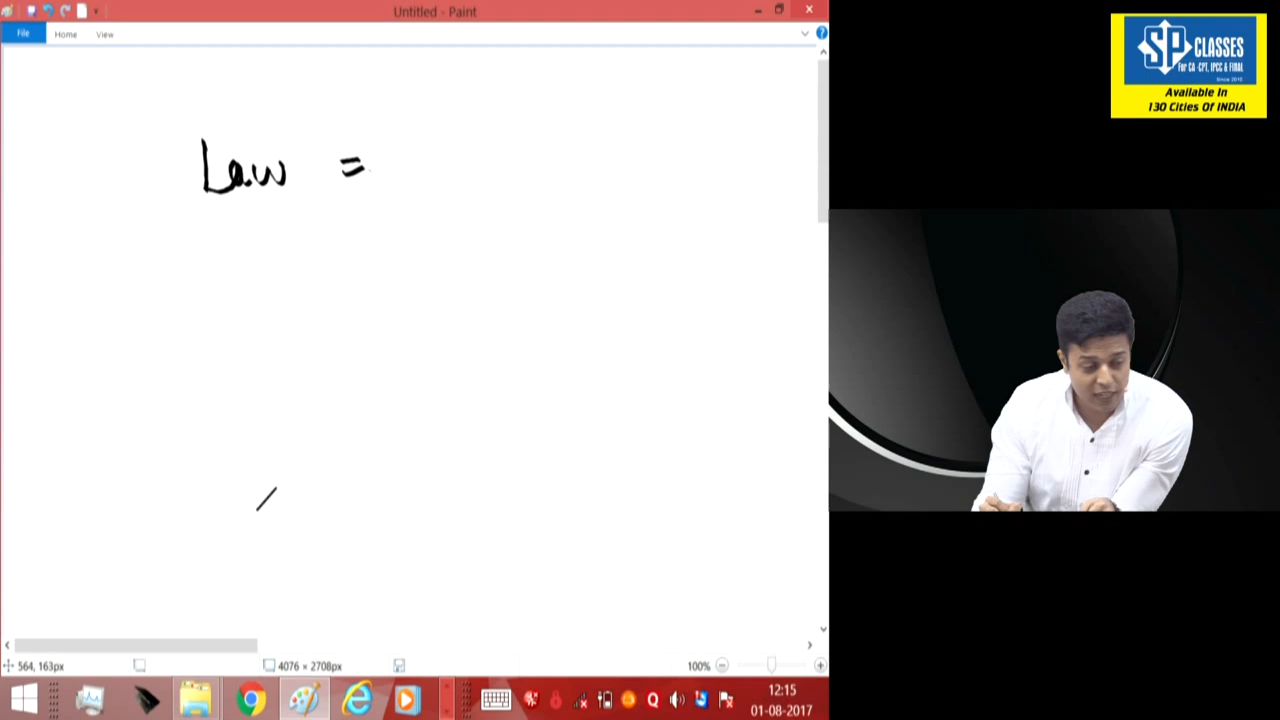 Untitled - Paint
File Home View
SP CLASSES
For CA-CPT, IPCC & FINAL
Since 2010
Available In
130 Cities Of INDIA
Law =
564, 163px 4076 × 2708px 100%
12:15
01-08-2017